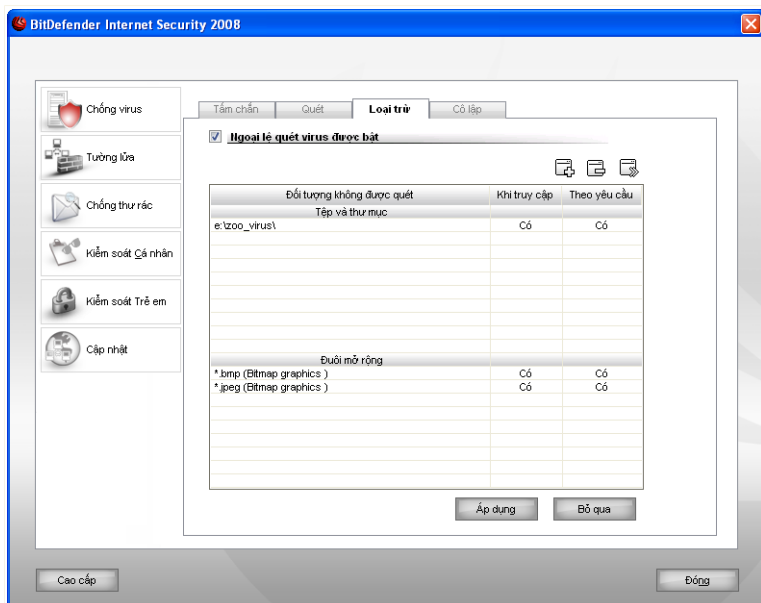 BitDefender Internet Security 2008
Chống virus
Tường lửa
Chống thư rác
Kiểm soát Cá nhân
Kiểm soát Trẻ em
Cập nhật
Tấm chắn Quét Loại trừ Cô lập
Ngoại lệ quét virus được bật
Đối tượng không được quét Khi truy cập Theo yêu cầu
Tệp và thư mục
e:\zoo_virus\ Có Có
Đuôi mở rộng
*.bmp (Bitmap graphics ) Có Có
*.jpeg (Bitmap graphics ) Có Có
Áp dụng Bỏ qua
Cao cấp Đóng